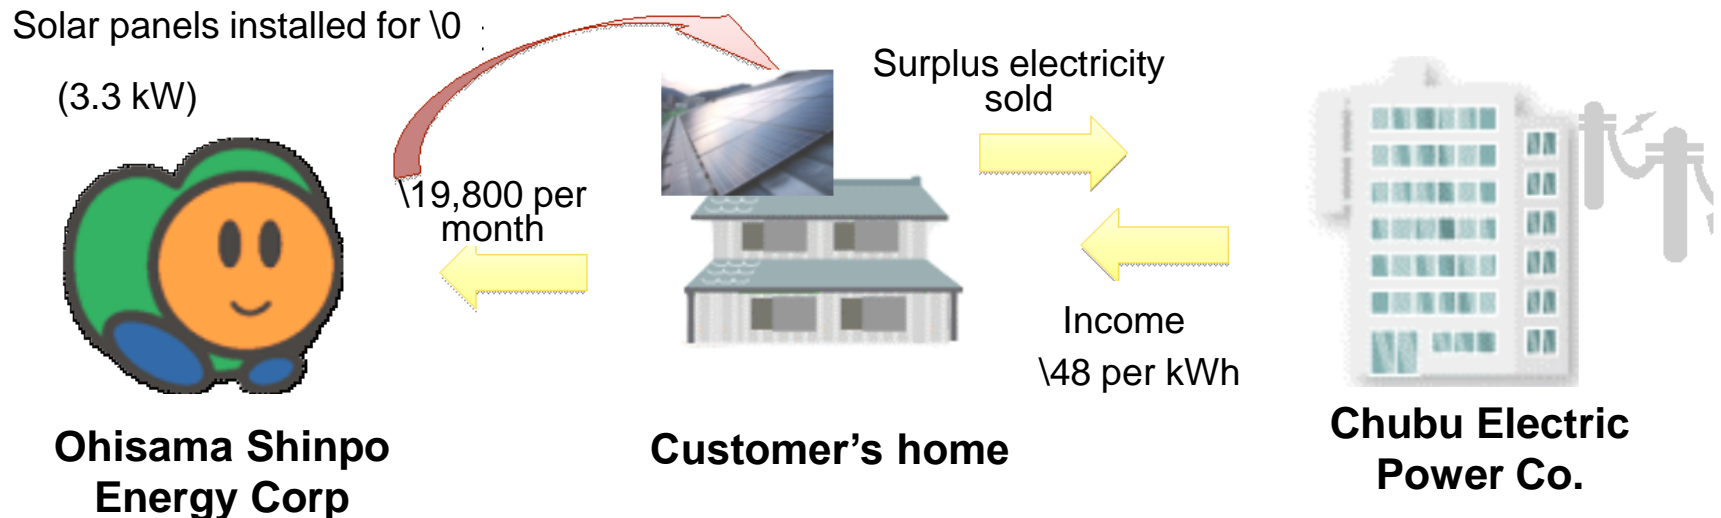 Solar panels installed for \0
(3.3 kW)
\19,800 per
month
Surplus electricity
sold
Income
\48 per kWh
Ohisama Shinpo
Energy Corp
Customer’s home
Chubu Electric
Power Co.